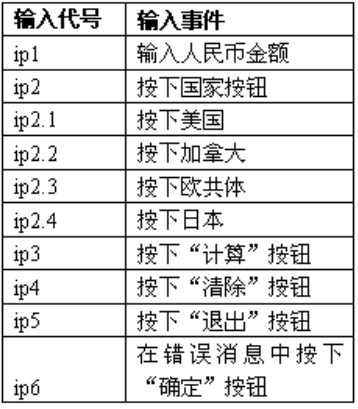 输入代号 输入事件
ip1 输入人民币金额
ip2 按下国家按钮
ip2.1 按下美国
ip2.2 按下加拿大
ip2.3 按下欧共体
ip2.4 按下日本
ip3 按下“计算”按钮
ip4 按下“清除”按钮
ip5 按下“退出”按钮
在错误消息中按下
ip6 “确定”按钮